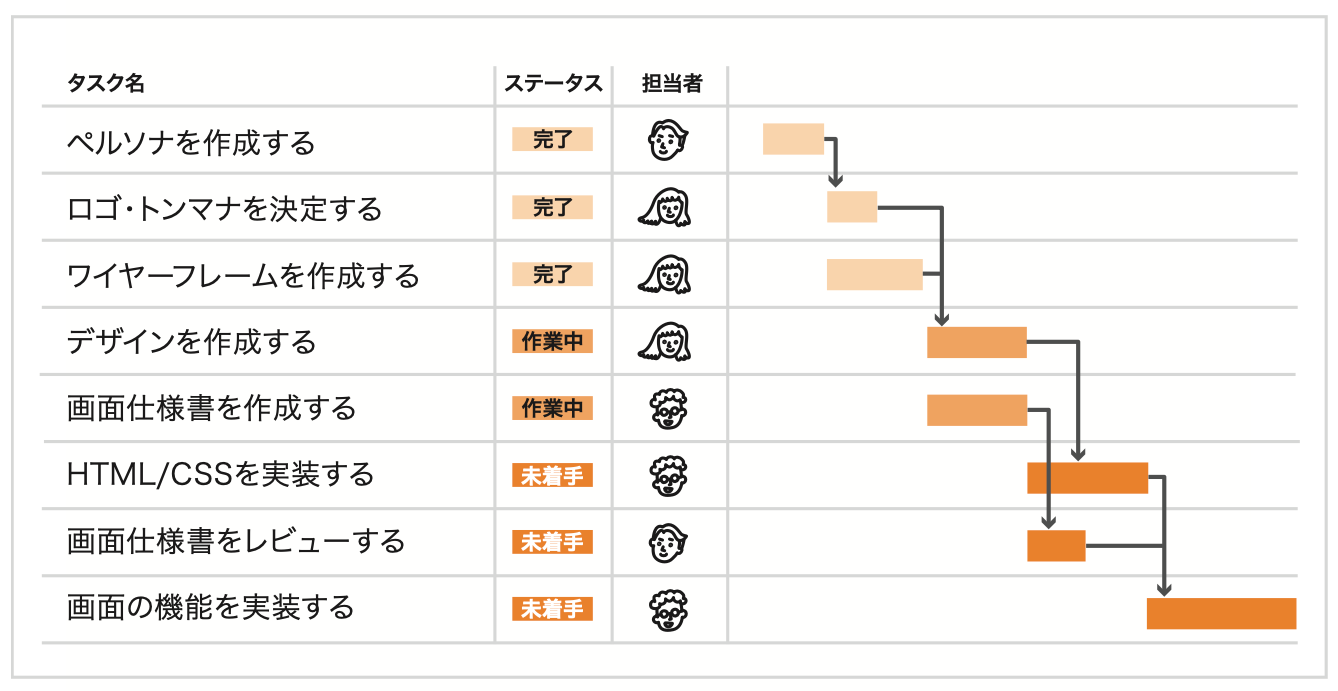 タスク名 ステータス 担当者
ペルソナを作成する 完了
ロゴ・トンマナを決定する 完了
ワイヤーフレームを作成する 完了
デザインを作成する 作業中
画面仕様書を作成する 作業中
HTML/CSSを実装する 未着手
画面仕様書をレビューする 未着手
画面の機能を実装する 未着手